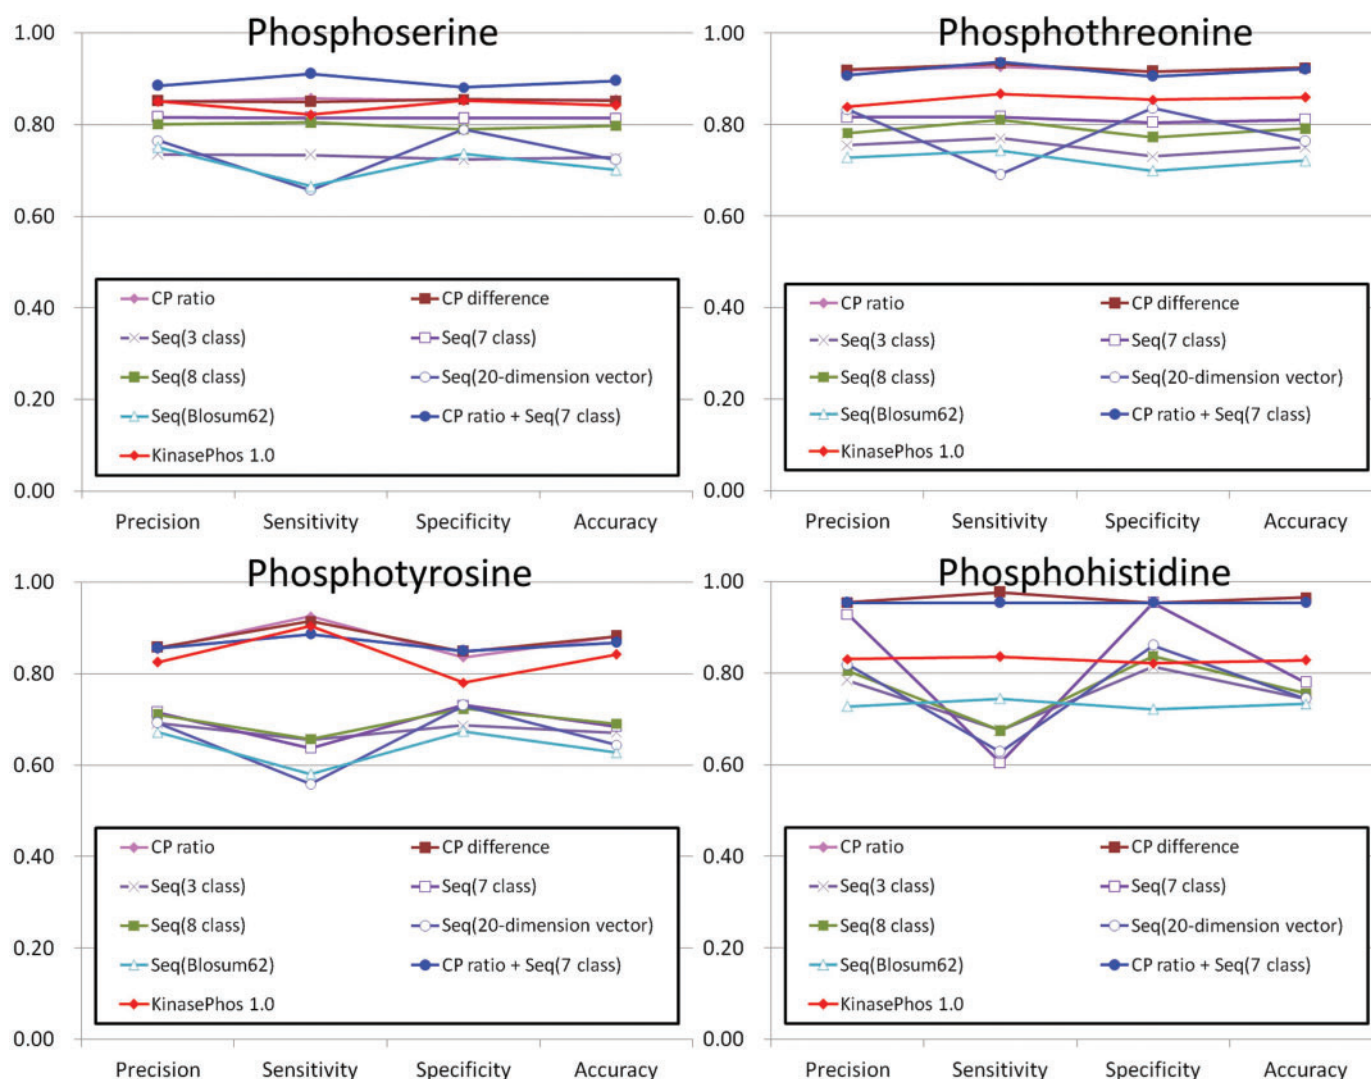 Phosphoserine
1.00
0.80
0.60
0.40
0.20
0.00
CP ratio
CP difference
Seq(3 class)
Seq(7 class)
Seq(8 class)
Seq(20-dimension vector)
Seq(Blosum62)
CP ratio + Seq(7 class)
KinasePhos 1.0
Precision Sensitivity Specificity Accuracy
Phosphothreonine
1.00
0.80
0.60
0.40
0.20
0.00
CP ratio
CP difference
Seq(3 class)
Seq(7 class)
Seq(8 class)
Seq(20-dimension vector)
Seq(Blosum62)
CP ratio + Seq(7 class)
KinasePhos 1.0
Precision Sensitivity Specificity Accuracy
Phosphotyrosine
1.00
0.80
0.60
0.40
0.20
0.00
CP ratio
CP difference
Seq(3 class)
Seq(7 class)
Seq(8 class)
Seq(20-dimension vector)
Seq(Blosum62)
CP ratio + Seq(7 class)
KinasePhos 1.0
Precision Sensitivity Specificity Accuracy
Phosphohistidine
1.00
0.80
0.60
0.40
0.20
0.00
CP ratio
CP difference
Seq(3 class)
Seq(7 class)
Seq(8 class)
Seq(20-dimension vector)
Seq(Blosum62)
CP ratio + Seq(7 class)
KinasePhos 1.0
Precision Sensitivity Specificity Accuracy